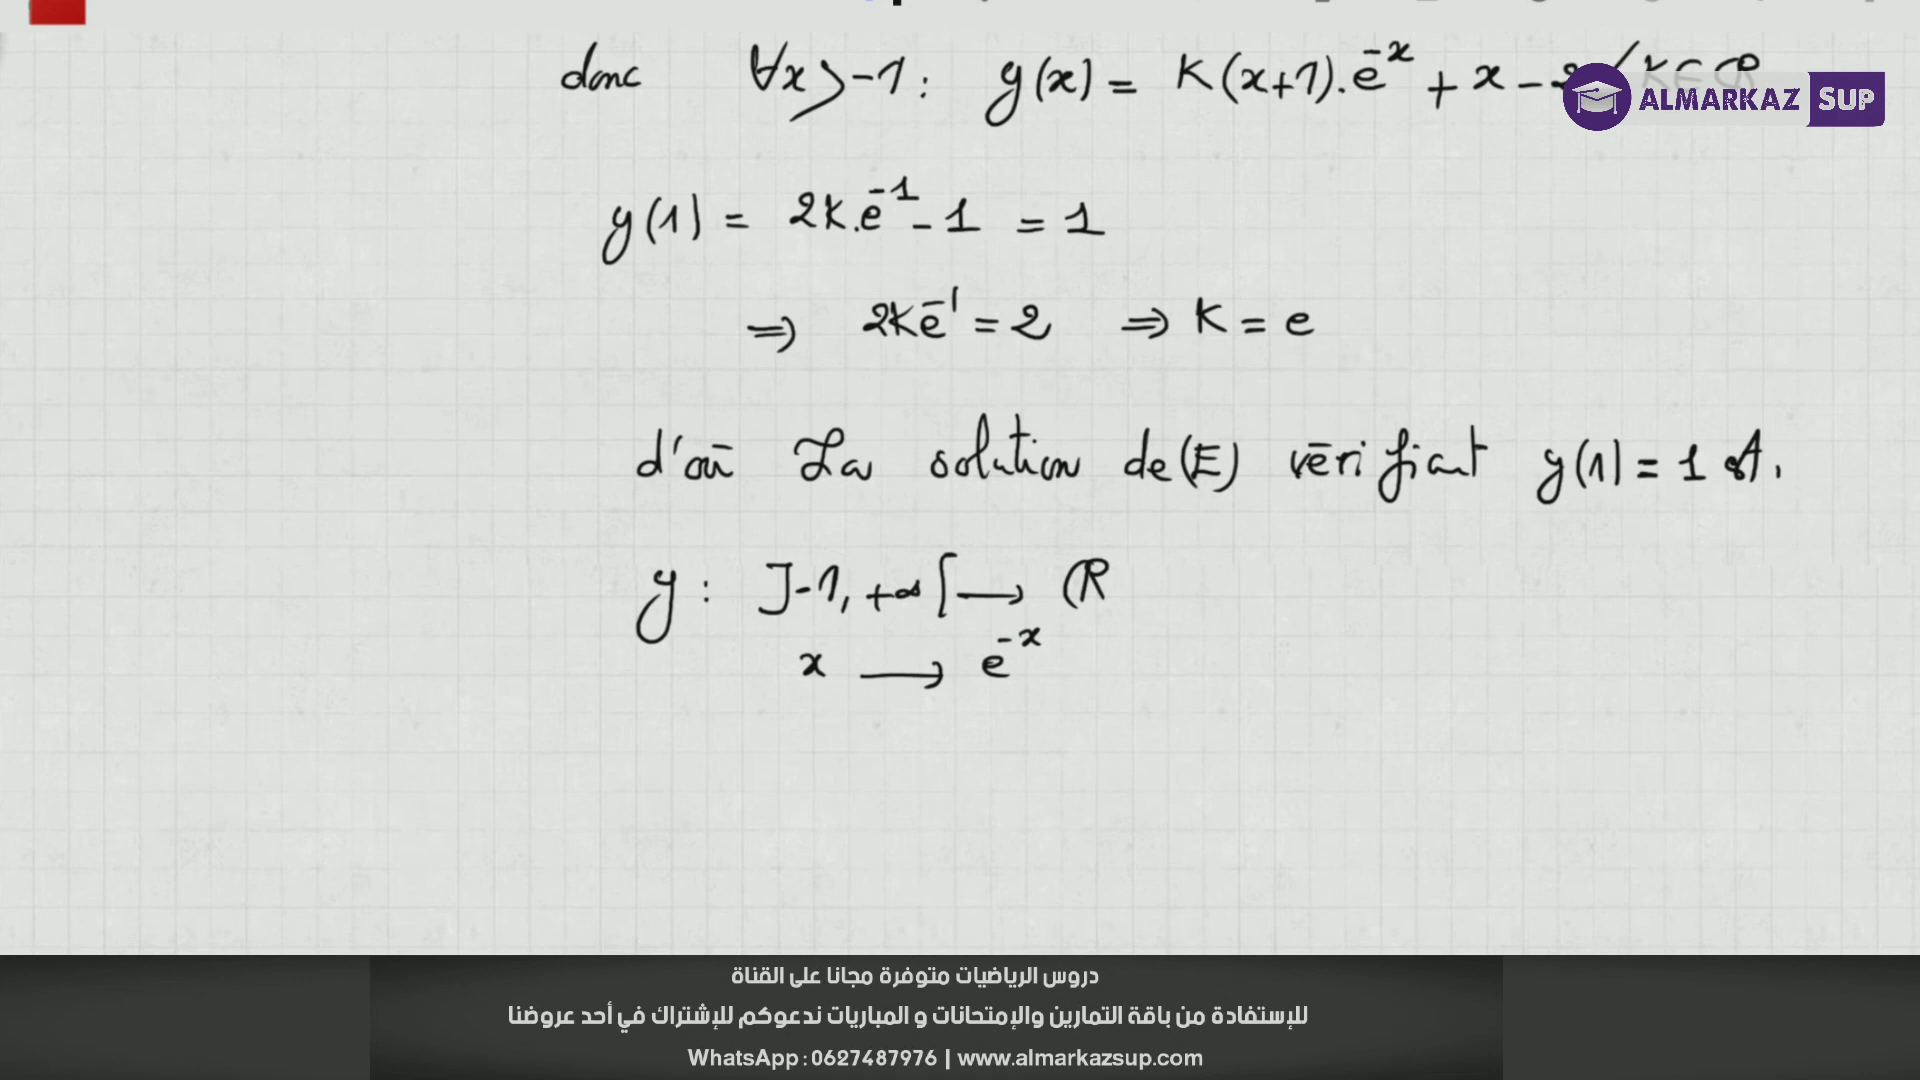 donc ∀x > -1 : y(x) = K(x+1).e^{-x} + x - 2 / K ∈ ℝ
ALMARKAZ SUP
y(1) = 2K.e^{-1} - 1 = 1
⇒ 2Ke^{-1} = 2 ⇒ K = e
d'où La solution de (E) vérifiant y(1) = 1 st.
y : ]-1, +∞[ → ℝ
x → e^{-x}
دروس الرياضيات متوفرة مجانا على القناة
للإستفادة من باقة التمارين والإمتحانات و المباريات ندعوكم للإشتراك في أحد عروضنا
WhatsApp : 0627487976 | www.almarkazsup.com